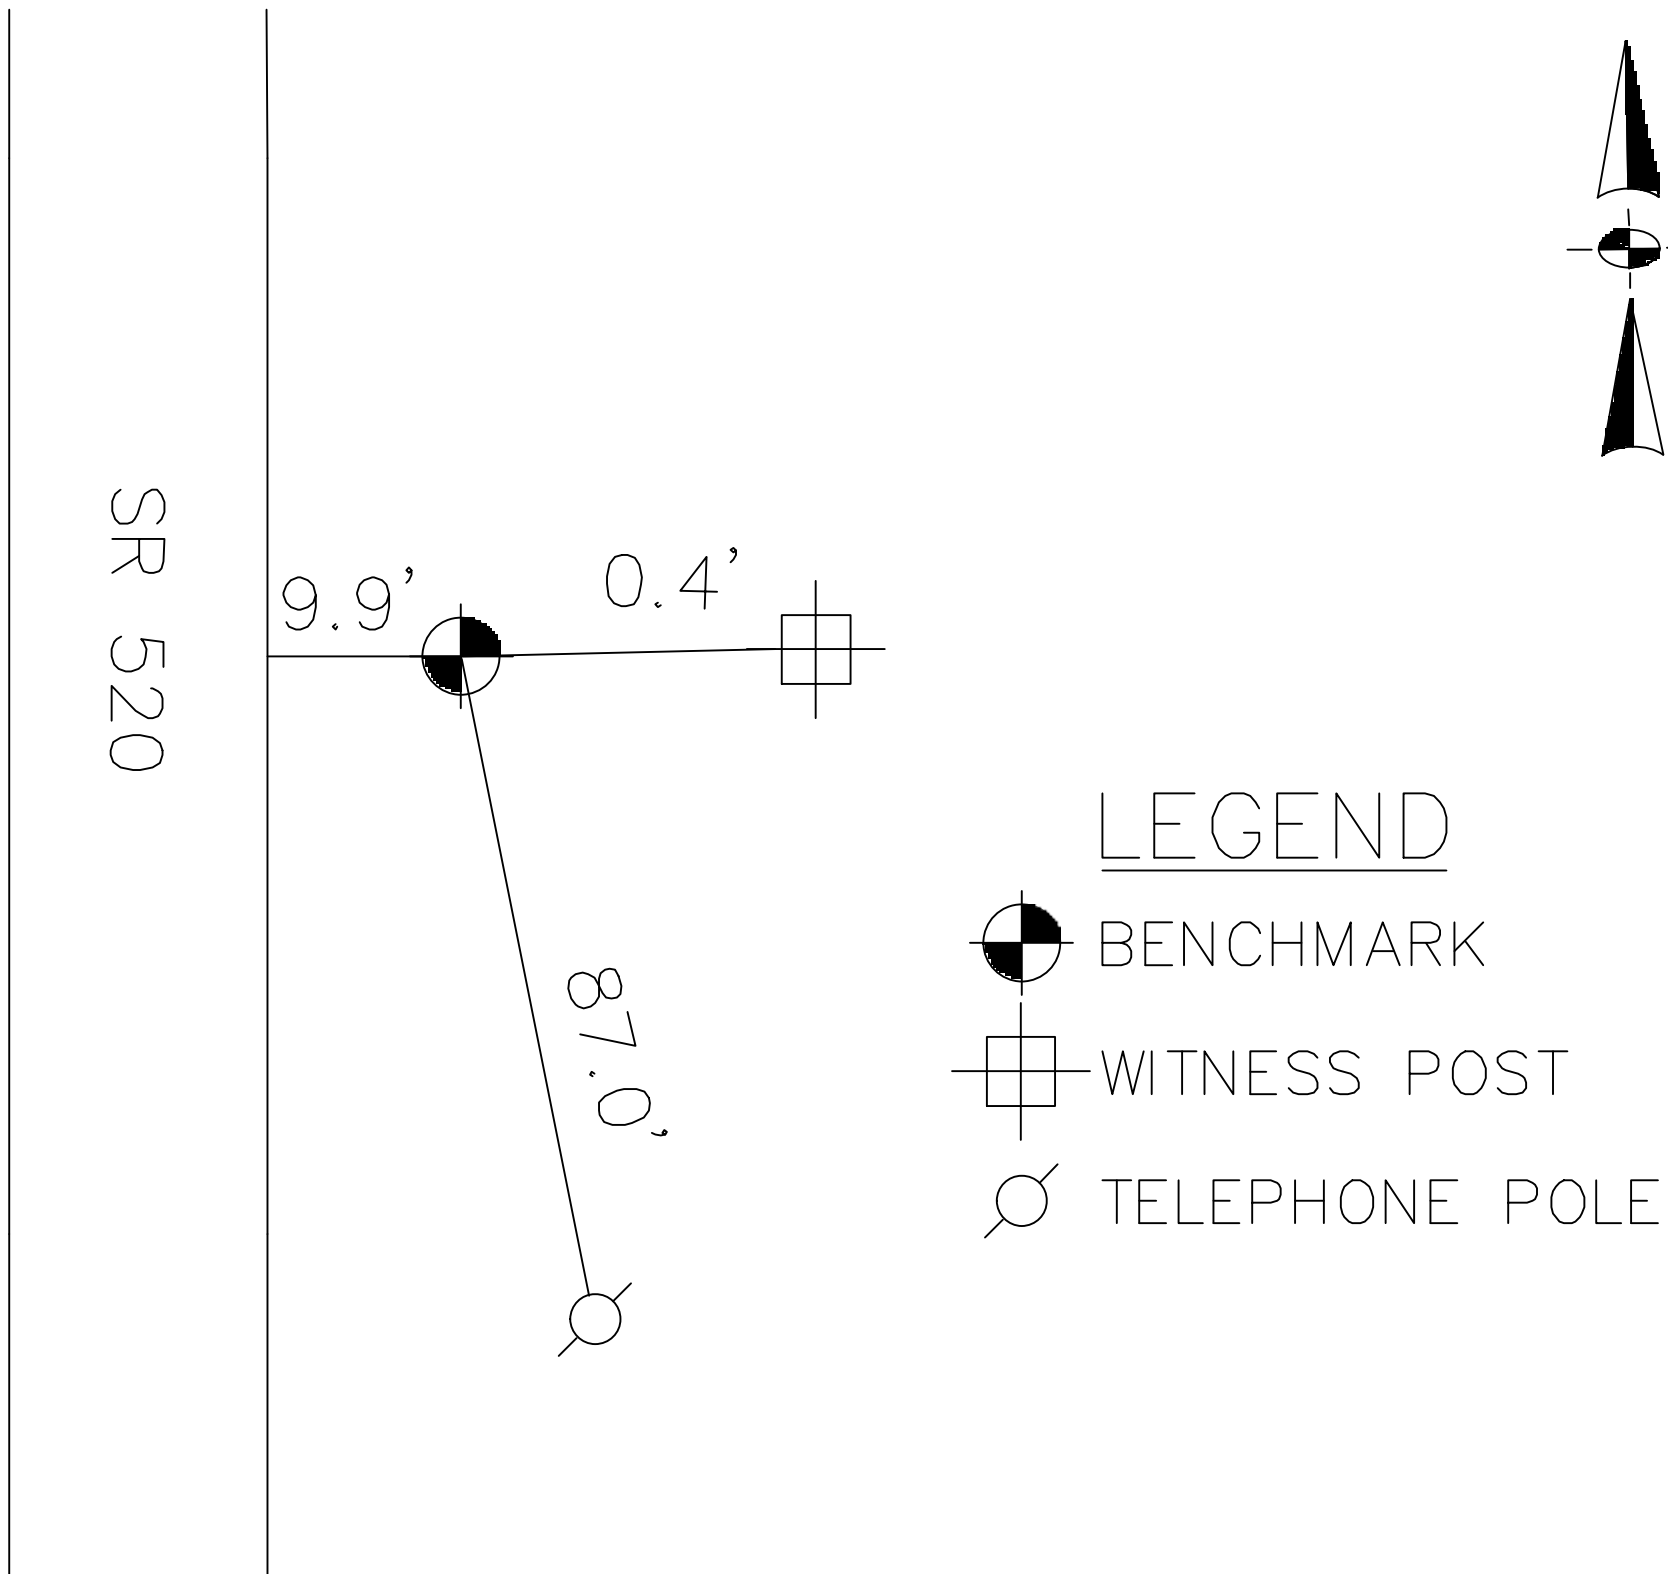 SR 520
9.9'
0.4'
87.0'
LEGEND
BENCHMARK
WITNESS POST
TELEPHONE POLE